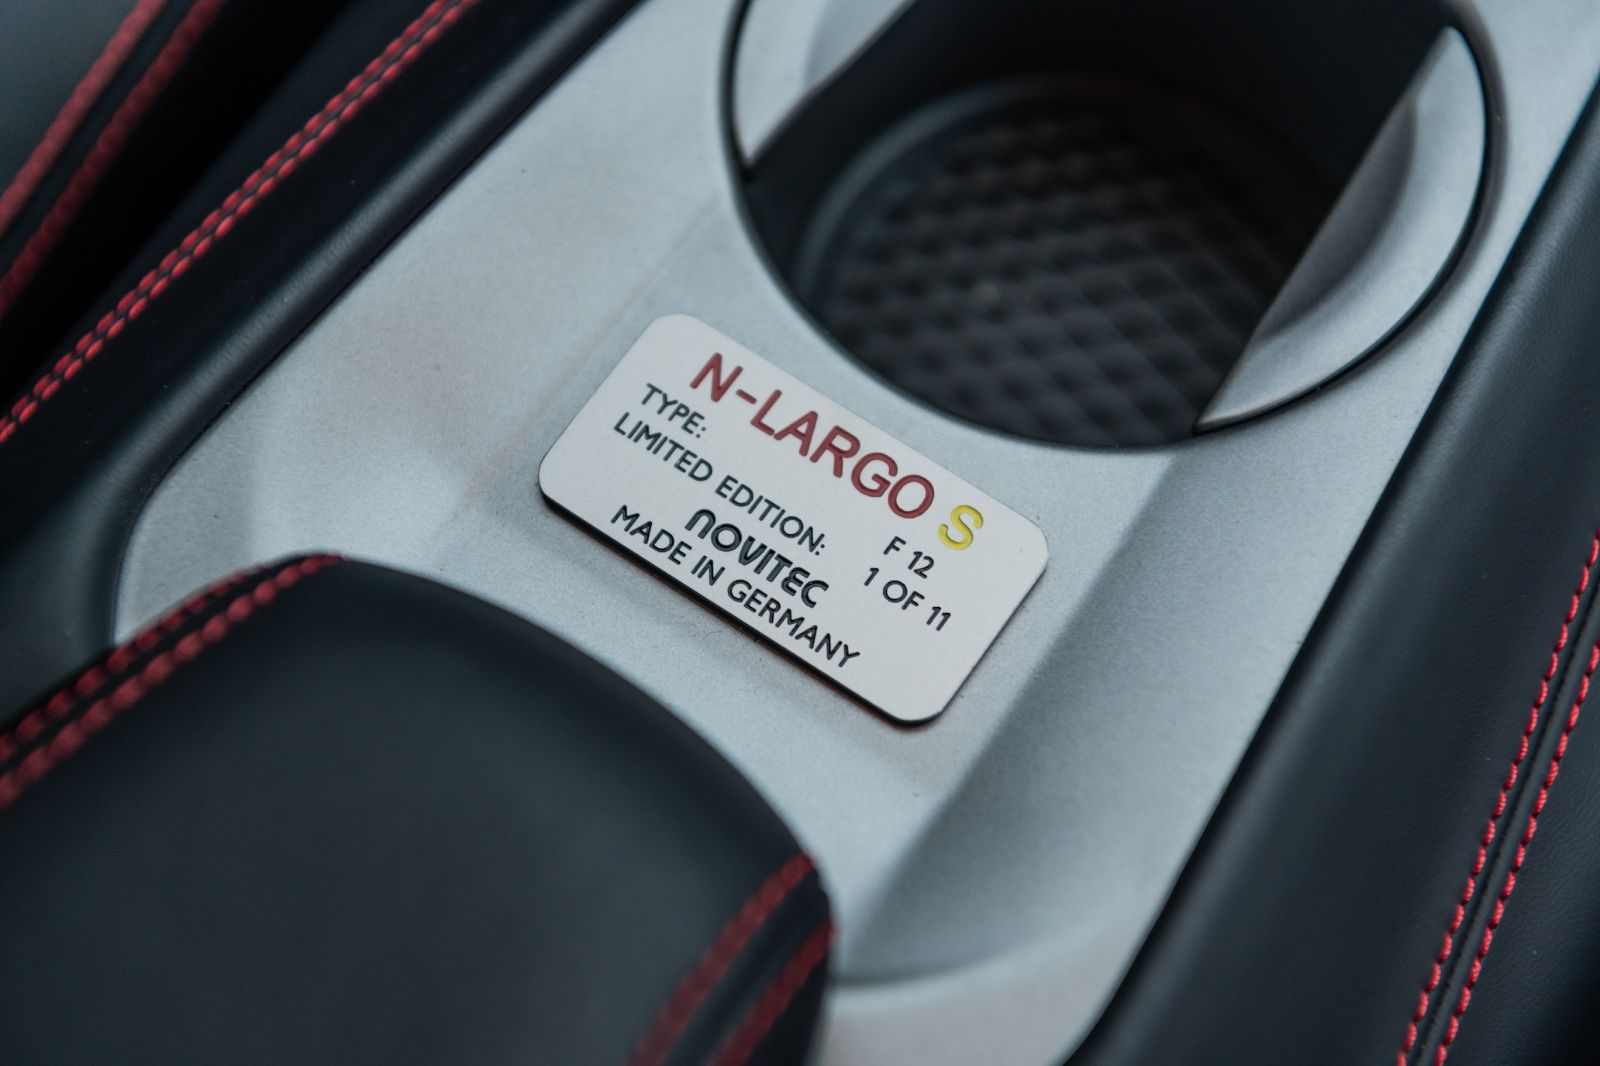 N-LARGO S
TYPE: F 12
LIMITED EDITION: 1 OF 11
NOVITEC
MADE IN GERMANY